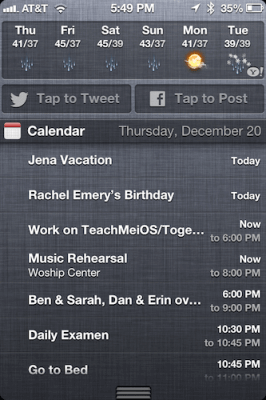 AT&T 5:49 PM 35%
Thu Fri Sat Sun Mon Tue
41/37 45/37 45/39 43/37 41/37 39/39
Y!
Tap to Tweet f Tap to Post
Calendar Thursday, December 20
Jena Vacation Today
Rachel Emery's Birthday Today
Work on TeachMeiOS/Toge... Now
to 6:00 PM
Music Rehearsal Now
Woship Center to 8:00 PM
Ben & Sarah, Dan & Erin ov... 6:00 PM
to 9:00 PM
Daily Examen 10:30 PM
to 10:45 PM
Go to Bed 10:45 PM
to 11:00 PM